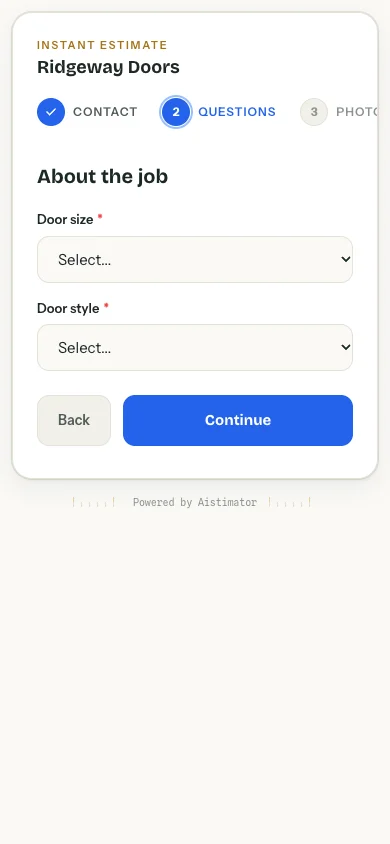 INSTANT ESTIMATE
Ridgeway Doors
CONTACT 2 QUESTIONS 3 PHOTO
About the job
Door size *
Select...
Door style *
Select...
Back Continue
Powered by Aistimator